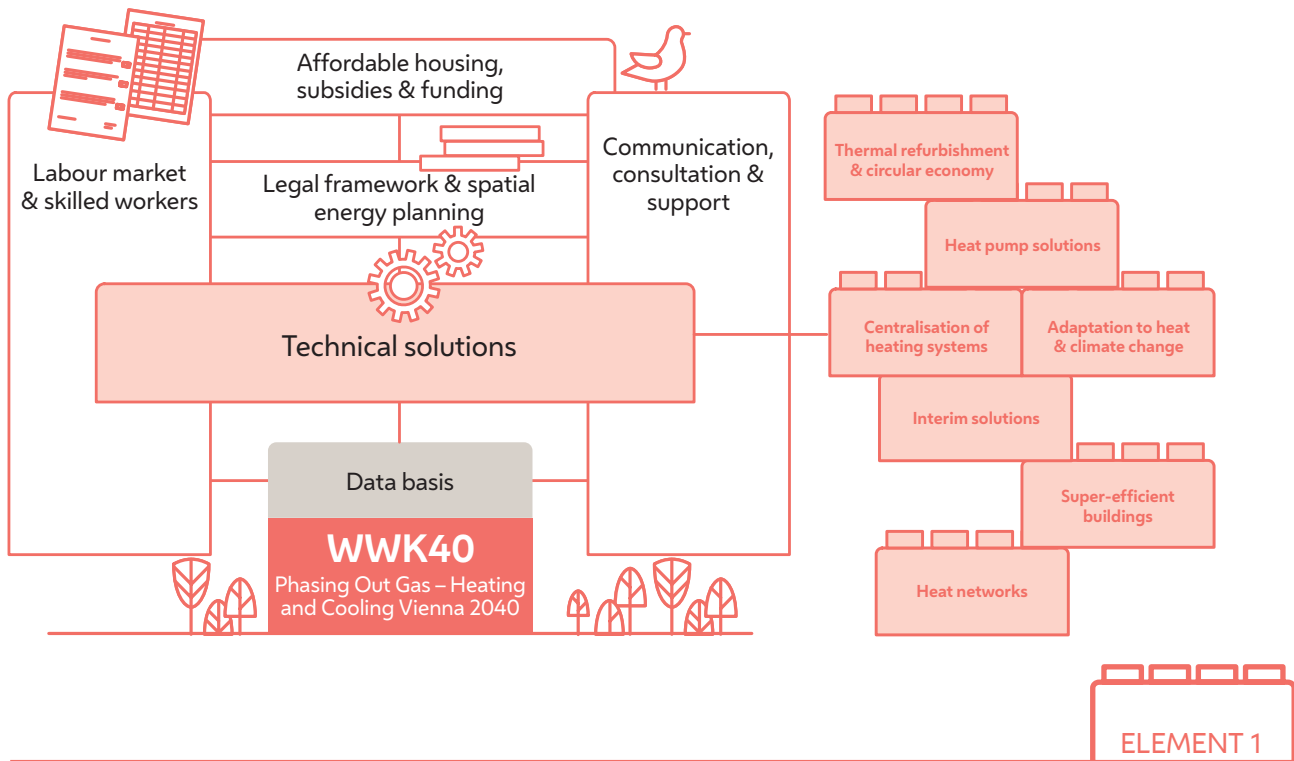 Affordable housing,
subsidies & funding
Labour market
& skilled workers
Legal framework & spatial
energy planning
Communication,
consultation &
support
Technical solutions
Data basis
WWK40
Phasing Out Gas – Heating
and Cooling Vienna 2040
Thermal refurbishment
& circular economy
Heat pump solutions
Centralisation of
heating systems
Adaptation to heat
& climate change
Interim solutions
Super-efficient
buildings
Heat networks
ELEMENT 1